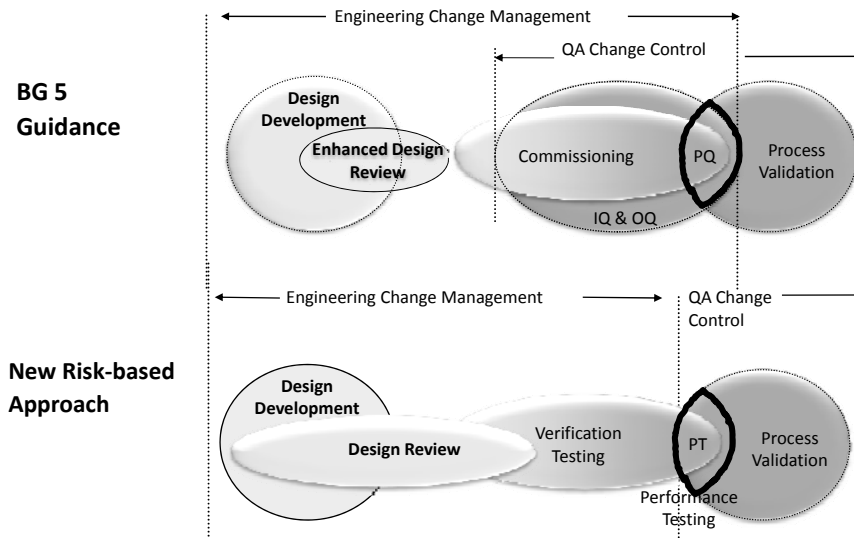 Engineering Change Management
QA Change Control
BG 5
Guidance
Design
Development
Enhanced Design
Review
Commissioning
PQ
Process
Validation
IQ & OQ
Engineering Change Management
QA Change
Control
New Risk-based
Approach
Design
Development
Design Review
Verification
Testing
PT
Process
Validation
Performance
Testing